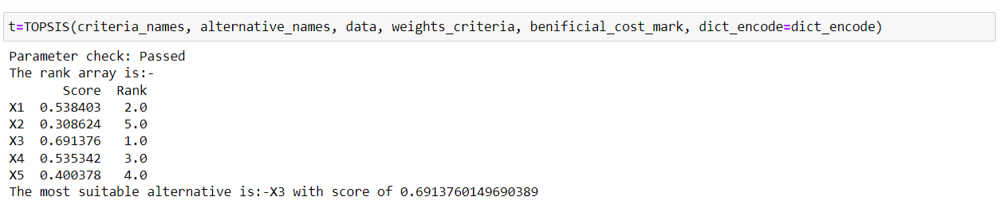 t=TOPSIS(criteria_names, alternative_names, data, weights_criteria, benificial_cost_mark, dict_encode=dict_encode)
Parameter check: Passed
The rank array is:-
Score Rank
X1 0.538403 2.0
X2 0.308624 5.0
X3 0.691376 1.0
X4 0.535342 3.0
X5 0.400378 4.0
The most suitable alternative is:-X3 with score of 0.6913760149690389